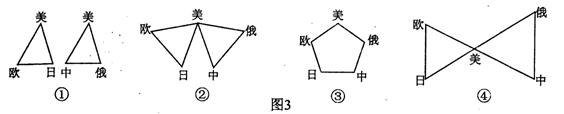 美 美
欧 日 中 俄
①
美
欧 俄
日 中
②
美
欧 俄
日 中
③
欧 俄
美
日 中
④
图3